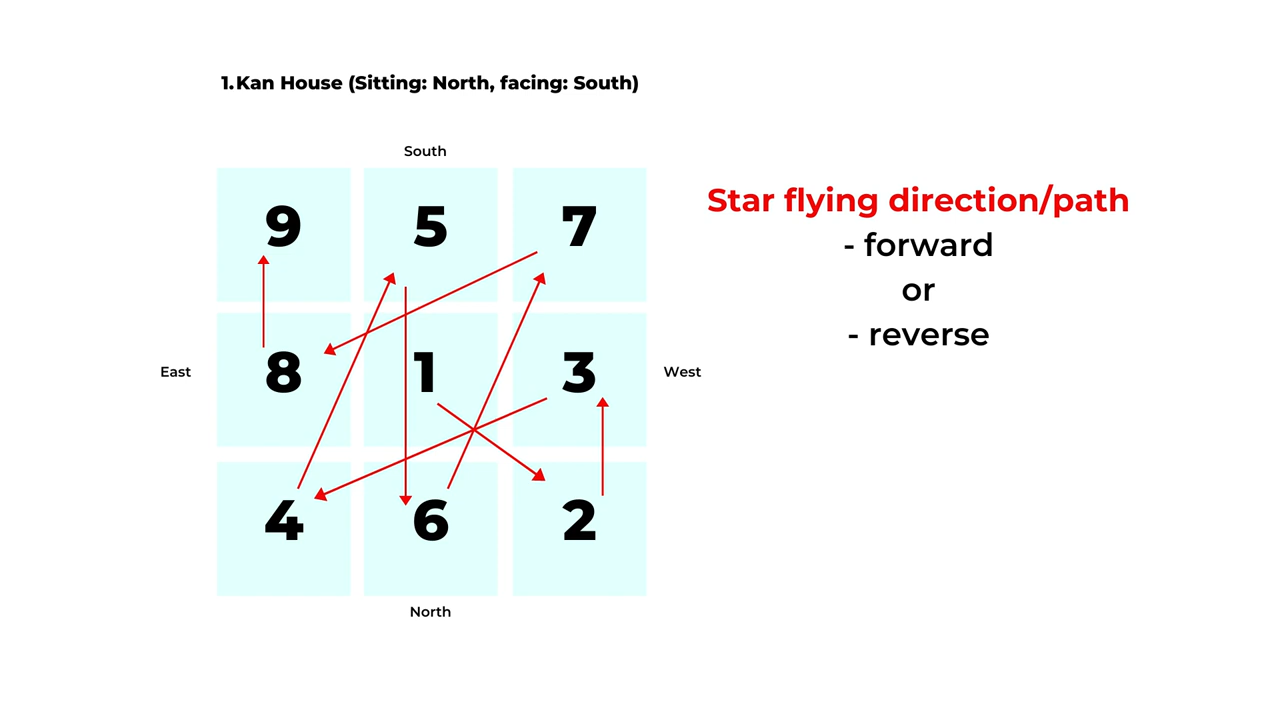 1.Kan House (Sitting: North, facing: South)
South
9 5 7
East 8 1 3 West
4 6 2
North
Star flying direction/path
- forward
or
- reverse